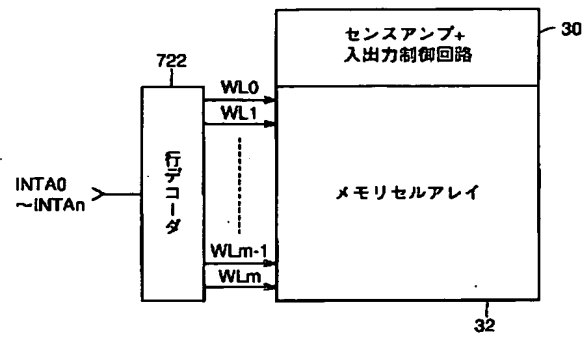 センスアンプ+
入出力制御回路
30
722
WL0
WL1
行デコーダ
INTA0
~INTAn
メモリセルアレイ
WLm-1
WLm
32